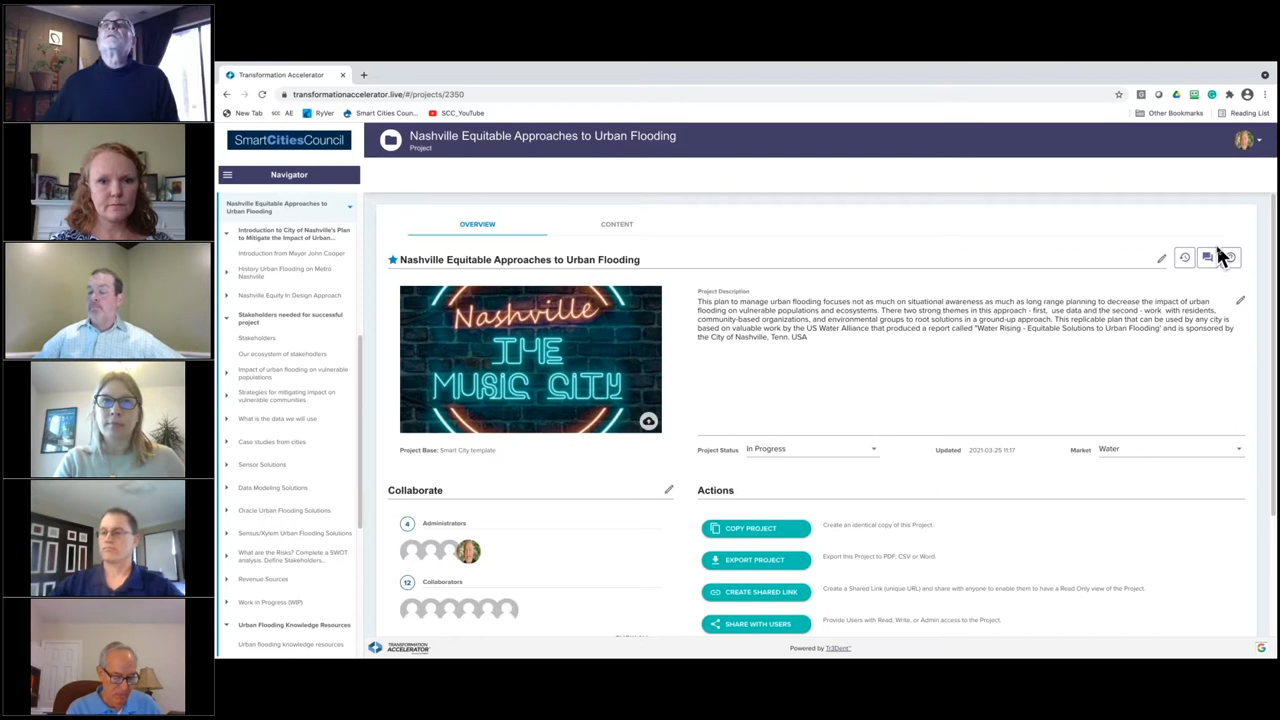 Transformation Accelerator
transformationaccelerator.live/#/projects/2350
New Tab
SCC AE
RyVer
Smart Cities Coun...
SCC_YouTube
Other Bookmarks
Reading List
SmartCitiesCouncil
Nashville Equitable Approaches to Urban Flooding
Project
Navigator
Nashville Equitable Approaches to
Urban Flooding
Introduction to City of Nashville's Plan
to Mitigate the Impact of Urban...
Introduction from Mayor John Cooper
History Urban Flooding on Metro
Nashville
Nashville Equity In Design Approach
Stakeholders needed for successful
project
Stakeholders
Our ecosystem of stakehodlers
Impact of urban flooding on vulnerable
populations
Strategies for mitigating impact on
vulnerable communities
What is the data we will use
Case studies from cities
Sensor Solutions
Data Modeling Solutions
Oracle Urban Flooding Solutions
Sensus/Xylem Urban Flooding Solutions
What are the Risks? Complete a SWOT
analysis. Define Stakeholders...
Revenue Sources
Work in Progress (WIP)
Urban Flooding Knowledge Resources
Urban flooding knowledge resources
OVERVIEW
CONTENT
Nashville Equitable Approaches to Urban Flooding
Nashville
THE
MUSIC CITY
Project Base: Smart City template
Project Description
This plan to manage urban flooding focuses not as much on situational awareness as much as long range planning to decrease the impact of urban
flooding on vulnerable populations and ecosystems. There two strong themes in this approach - first, use data and the second - work with residents,
community-based organizations, and environmental groups to root solutions in a ground-up approach. This replicable plan that can be used by any city is
based on valuable work by the US Water Alliance that produced a report called "Water Rising - Equitable Solutions to Urban Flooding' and is sponsored by
the City of Nashville, Tenn. USA
Project Status
In Progress
Updated
2021-03-25 11:17
Market
Water
Collaborate
4
Administrators
12
Collaborators
Actions
COPY PROJECT
Create an identical copy of this Project.
EXPORT PROJECT
Export this Project to PDF, CSV or Word.
CREATE SHARED LINK
Create a Shared Link (unique URL) and share with anyone to enable them to have a Read Only view of the Project.
SHARE WITH USERS
Provide Users with Read, Write, or Admin access to the Project.
TRANSFORMATION
ACCELERATOR
Powered by Tr3Dent™